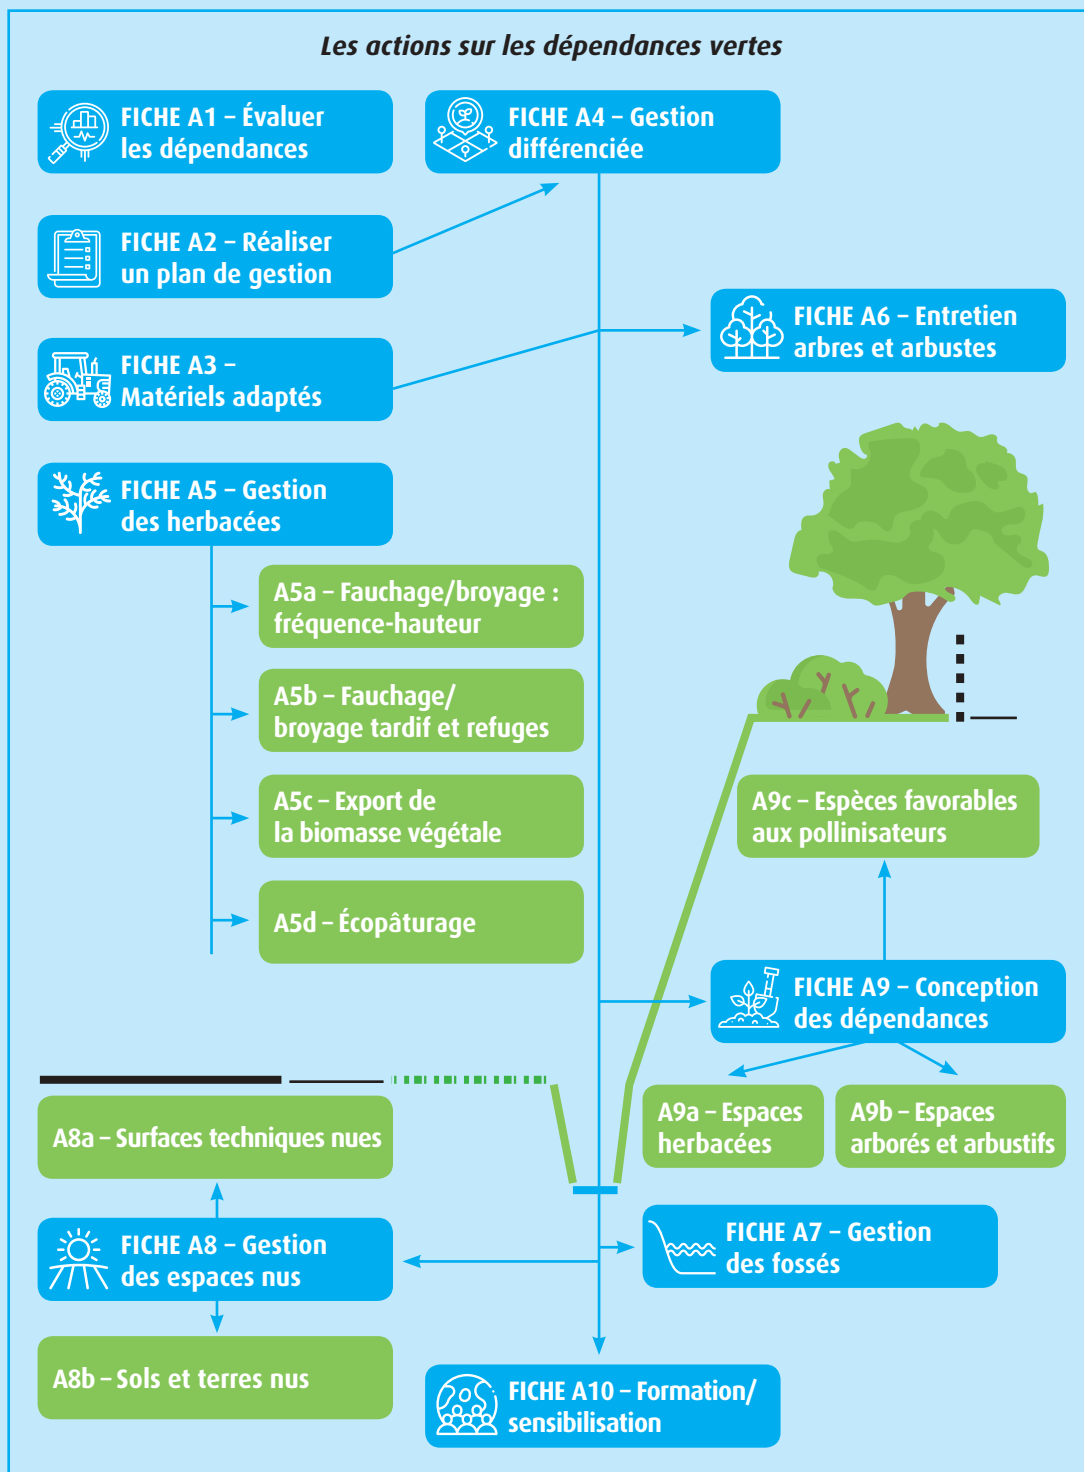 Les actions sur les dépendances vertes
FICHE A1 – Évaluer
les dépendances
FICHE A4 – Gestion
différenciée
FICHE A2 – Réaliser
un plan de gestion
FICHE A6 – Entretien
arbres et arbustes
FICHE A3 –
Matériels adaptés
FICHE A5 – Gestion
des herbacées
A5a – Fauchage/broyage :
fréquence-hauteur
A5b – Fauchage/
broyage tardif et refuges
A5c – Export de
la biomasse végétale
A5d – Écopâturage
A9c – Espèces favorables
aux pollinisateurs
FICHE A9 – Conception
des dépendances
A9a – Espaces
herbacées
A9b – Espaces
arborés et arbustifs
A8a – Surfaces techniques nues
FICHE A8 – Gestion
des espaces nus
FICHE A7 – Gestion
des fossés
A8b – Sols et terres nus
FICHE A10 – Formation/
sensibilisation